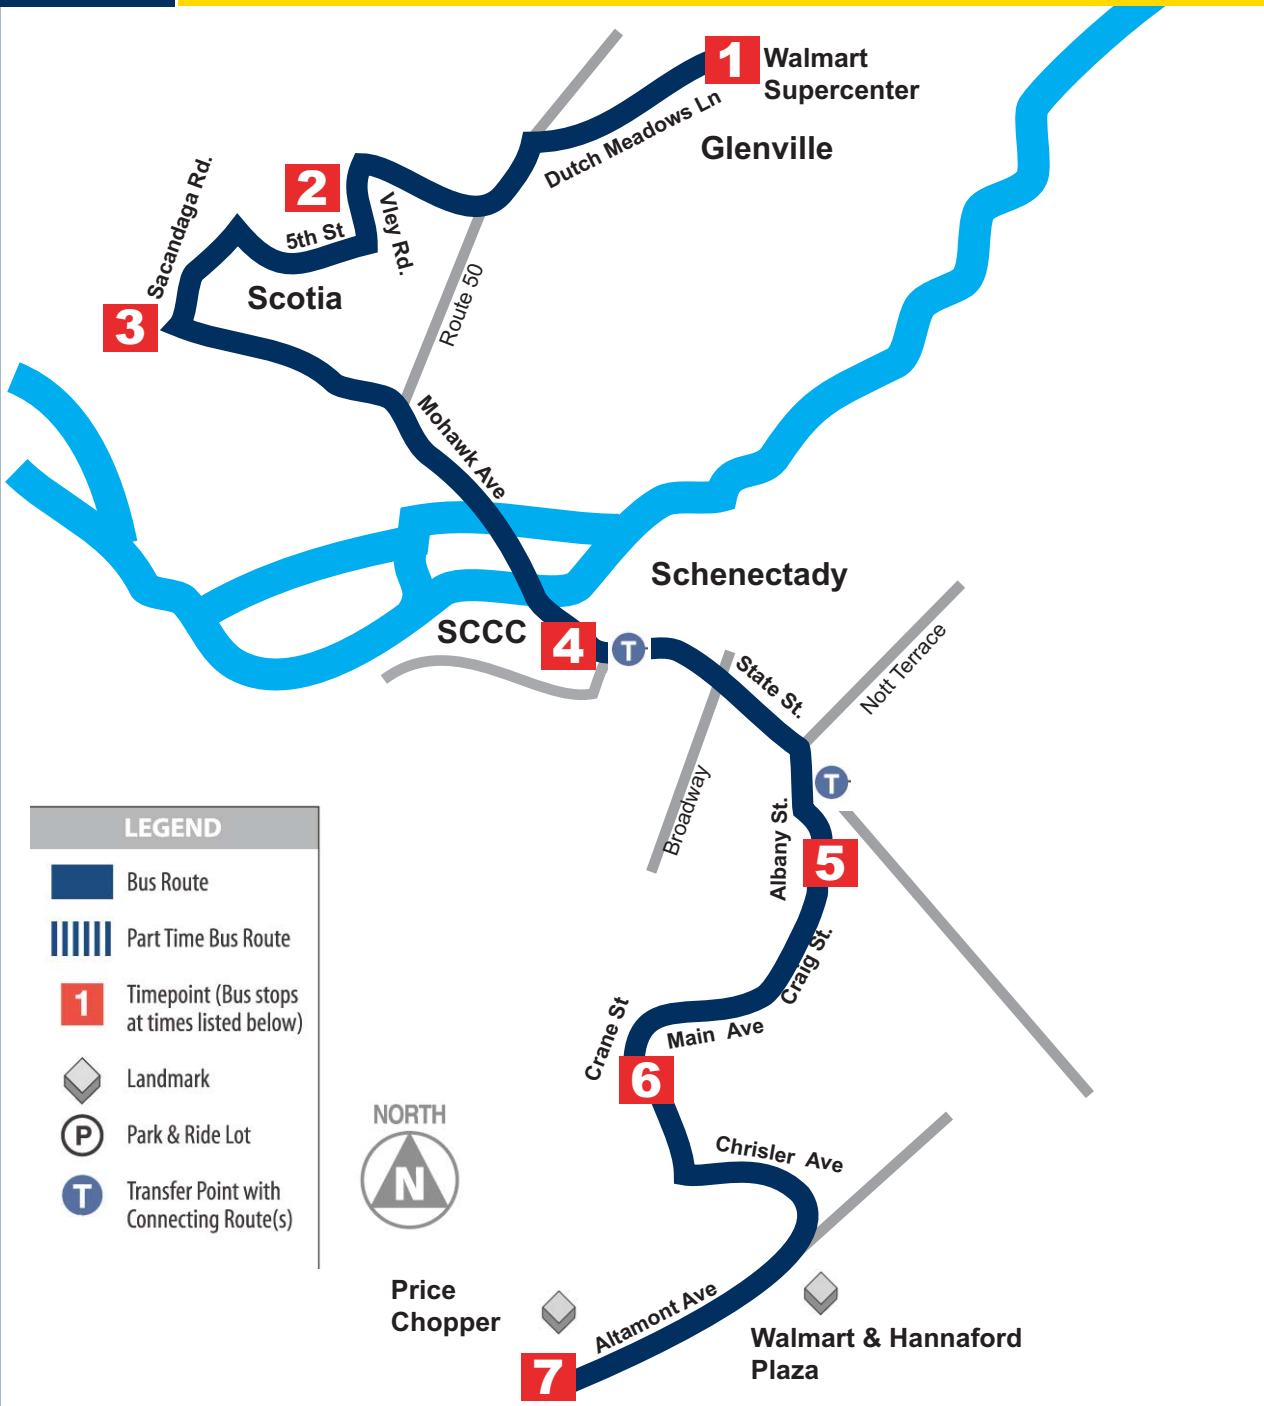 1
Walmart
Supercenter
Dutch Meadows Ln
Glenville
Sacandaga Rd.
2
5th St
Vley Rd.
Scotia
Route 50
3
Mohawk Ave
Schenectady
SCCC
4
T
State St.
Nott Terrace
Broadway
T
Albany St.
5
Craig St.
Crane St
Main Ave
6
Chrisler Ave
LEGEND
Bus Route
Part Time Bus Route
1
Timepoint (Bus stops
at times listed below)
Landmark
P
Park & Ride Lot
T
Transfer Point with
Connecting Route(s)
NORTH
N
Price
Chopper
Altamont Ave
Walmart & Hannaford
Plaza
7